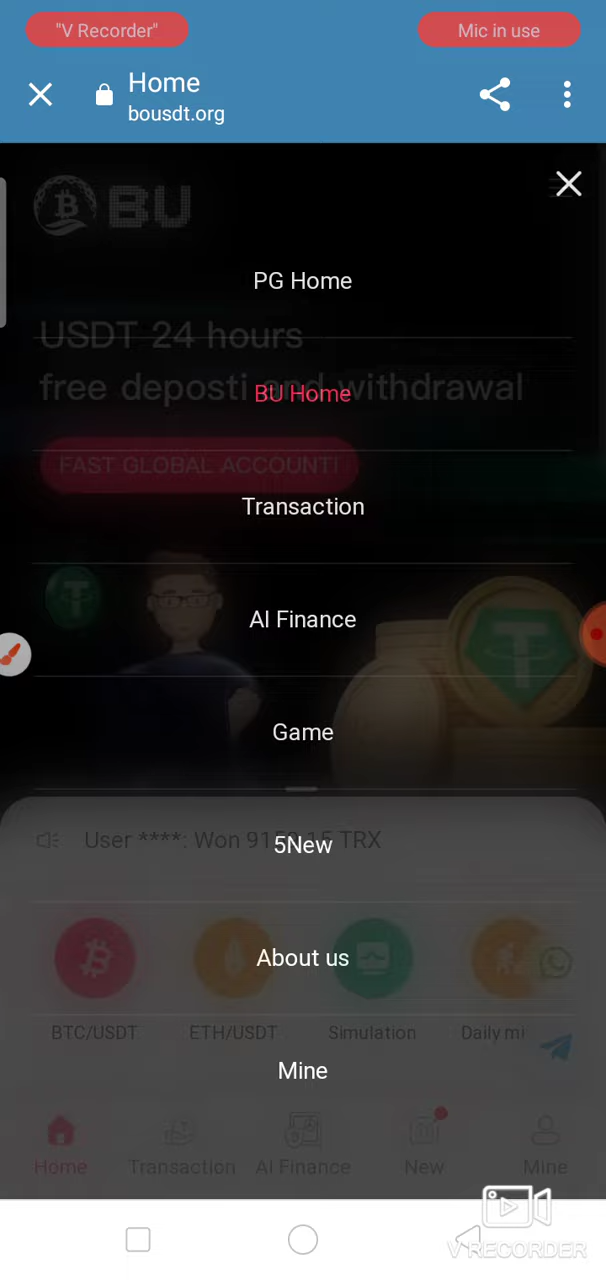 "V Recorder"
Mic in use
Home
bousdt.org
BU
PG Home
USDT 24 hours
free deposti and withdrawal
BU Home
FAST GLOBAL ACCOUNT!
Transaction
AI Finance
Game
User ****: Won 9158.15 TRX
5New
About us
BTC/USDT
ETH/USDT
Simulation
Daily mi
Mine
Home
Transaction
AI Finance
New
Mine
V RECORDER